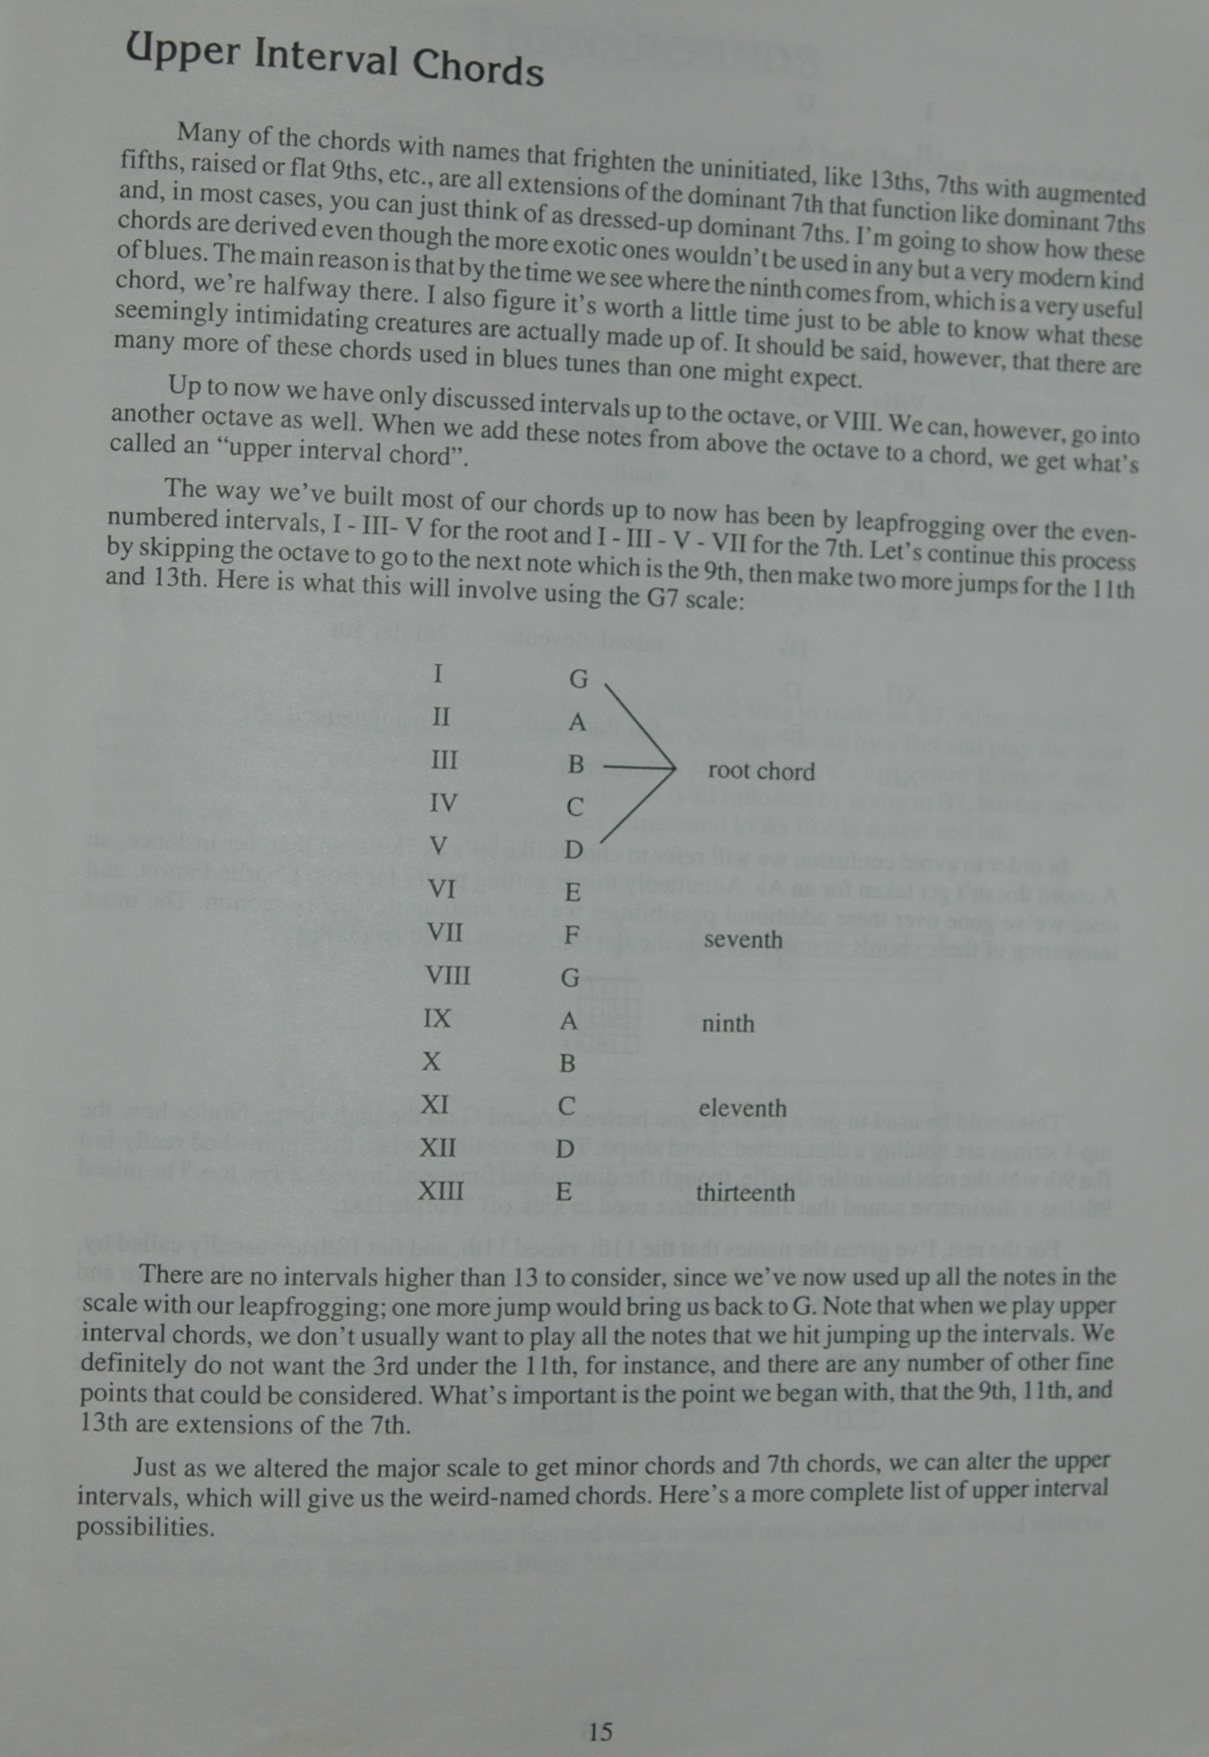 Upper Interval Chords
Many of the chords with names that frighten the uninitiated, like 13ths, 7ths with augmented
fifths, raised or flat 9ths, etc., are all extensions of the dominant 7th that function like dominant 7ths
and, in most cases, you can just think of as dressed-up dominant 7ths. I'm going to show how these
chords are derived even though the more exotic ones wouldn't be used in any but a very modern kind
of blues. The main reason is that by the time we see where the ninth comes from, which is a very useful
chord, we're halfway there. I also figure it's worth a little time just to be able to know what these
seemingly intimidating creatures are actually made up of. It should be said, however, that there are
many more of these chords used in blues tunes than one might expect.
Up to now we have only discussed intervals up to the octave, or VIII. We can, however, go into
another octave as well. When we add these notes from above the octave to a chord, we get what's
called an “upper interval chord”.
The way we've built most of our chords up to now has been by leapfrogging over the even-
numbered intervals, I - III- V for the root and I - III - V - VII for the 7th. Let's continue this process
by skipping the octave to go to the next note which is the 9th, then make two more jumps for the 11th
and 13th. Here is what this will involve using the G7 scale:
I G
II A
III B root chord
IV C
V D
VI E
VII F seventh
VIII G
IX A ninth
X B
XI C eleventh
XII D
XIII E thirteenth
There are no intervals higher than 13 to consider, since we've now used up all the notes in the
scale with our leapfrogging; one more jump would bring us back to G. Note that when we play upper
interval chords, we don't usually want to play all the notes that we hit jumping up the intervals. We
definitely do not want the 3rd under the 11th, for instance, and there are any number of other fine
points that could be considered. What's important is the point we began with, that the 9th, 11th, and
13th are extensions of the 7th.
Just as we altered the major scale to get minor chords and 7th chords, we can alter the upper
intervals, which will give us the weird-named chords. Here's a more complete list of upper interval
possibilities.
15